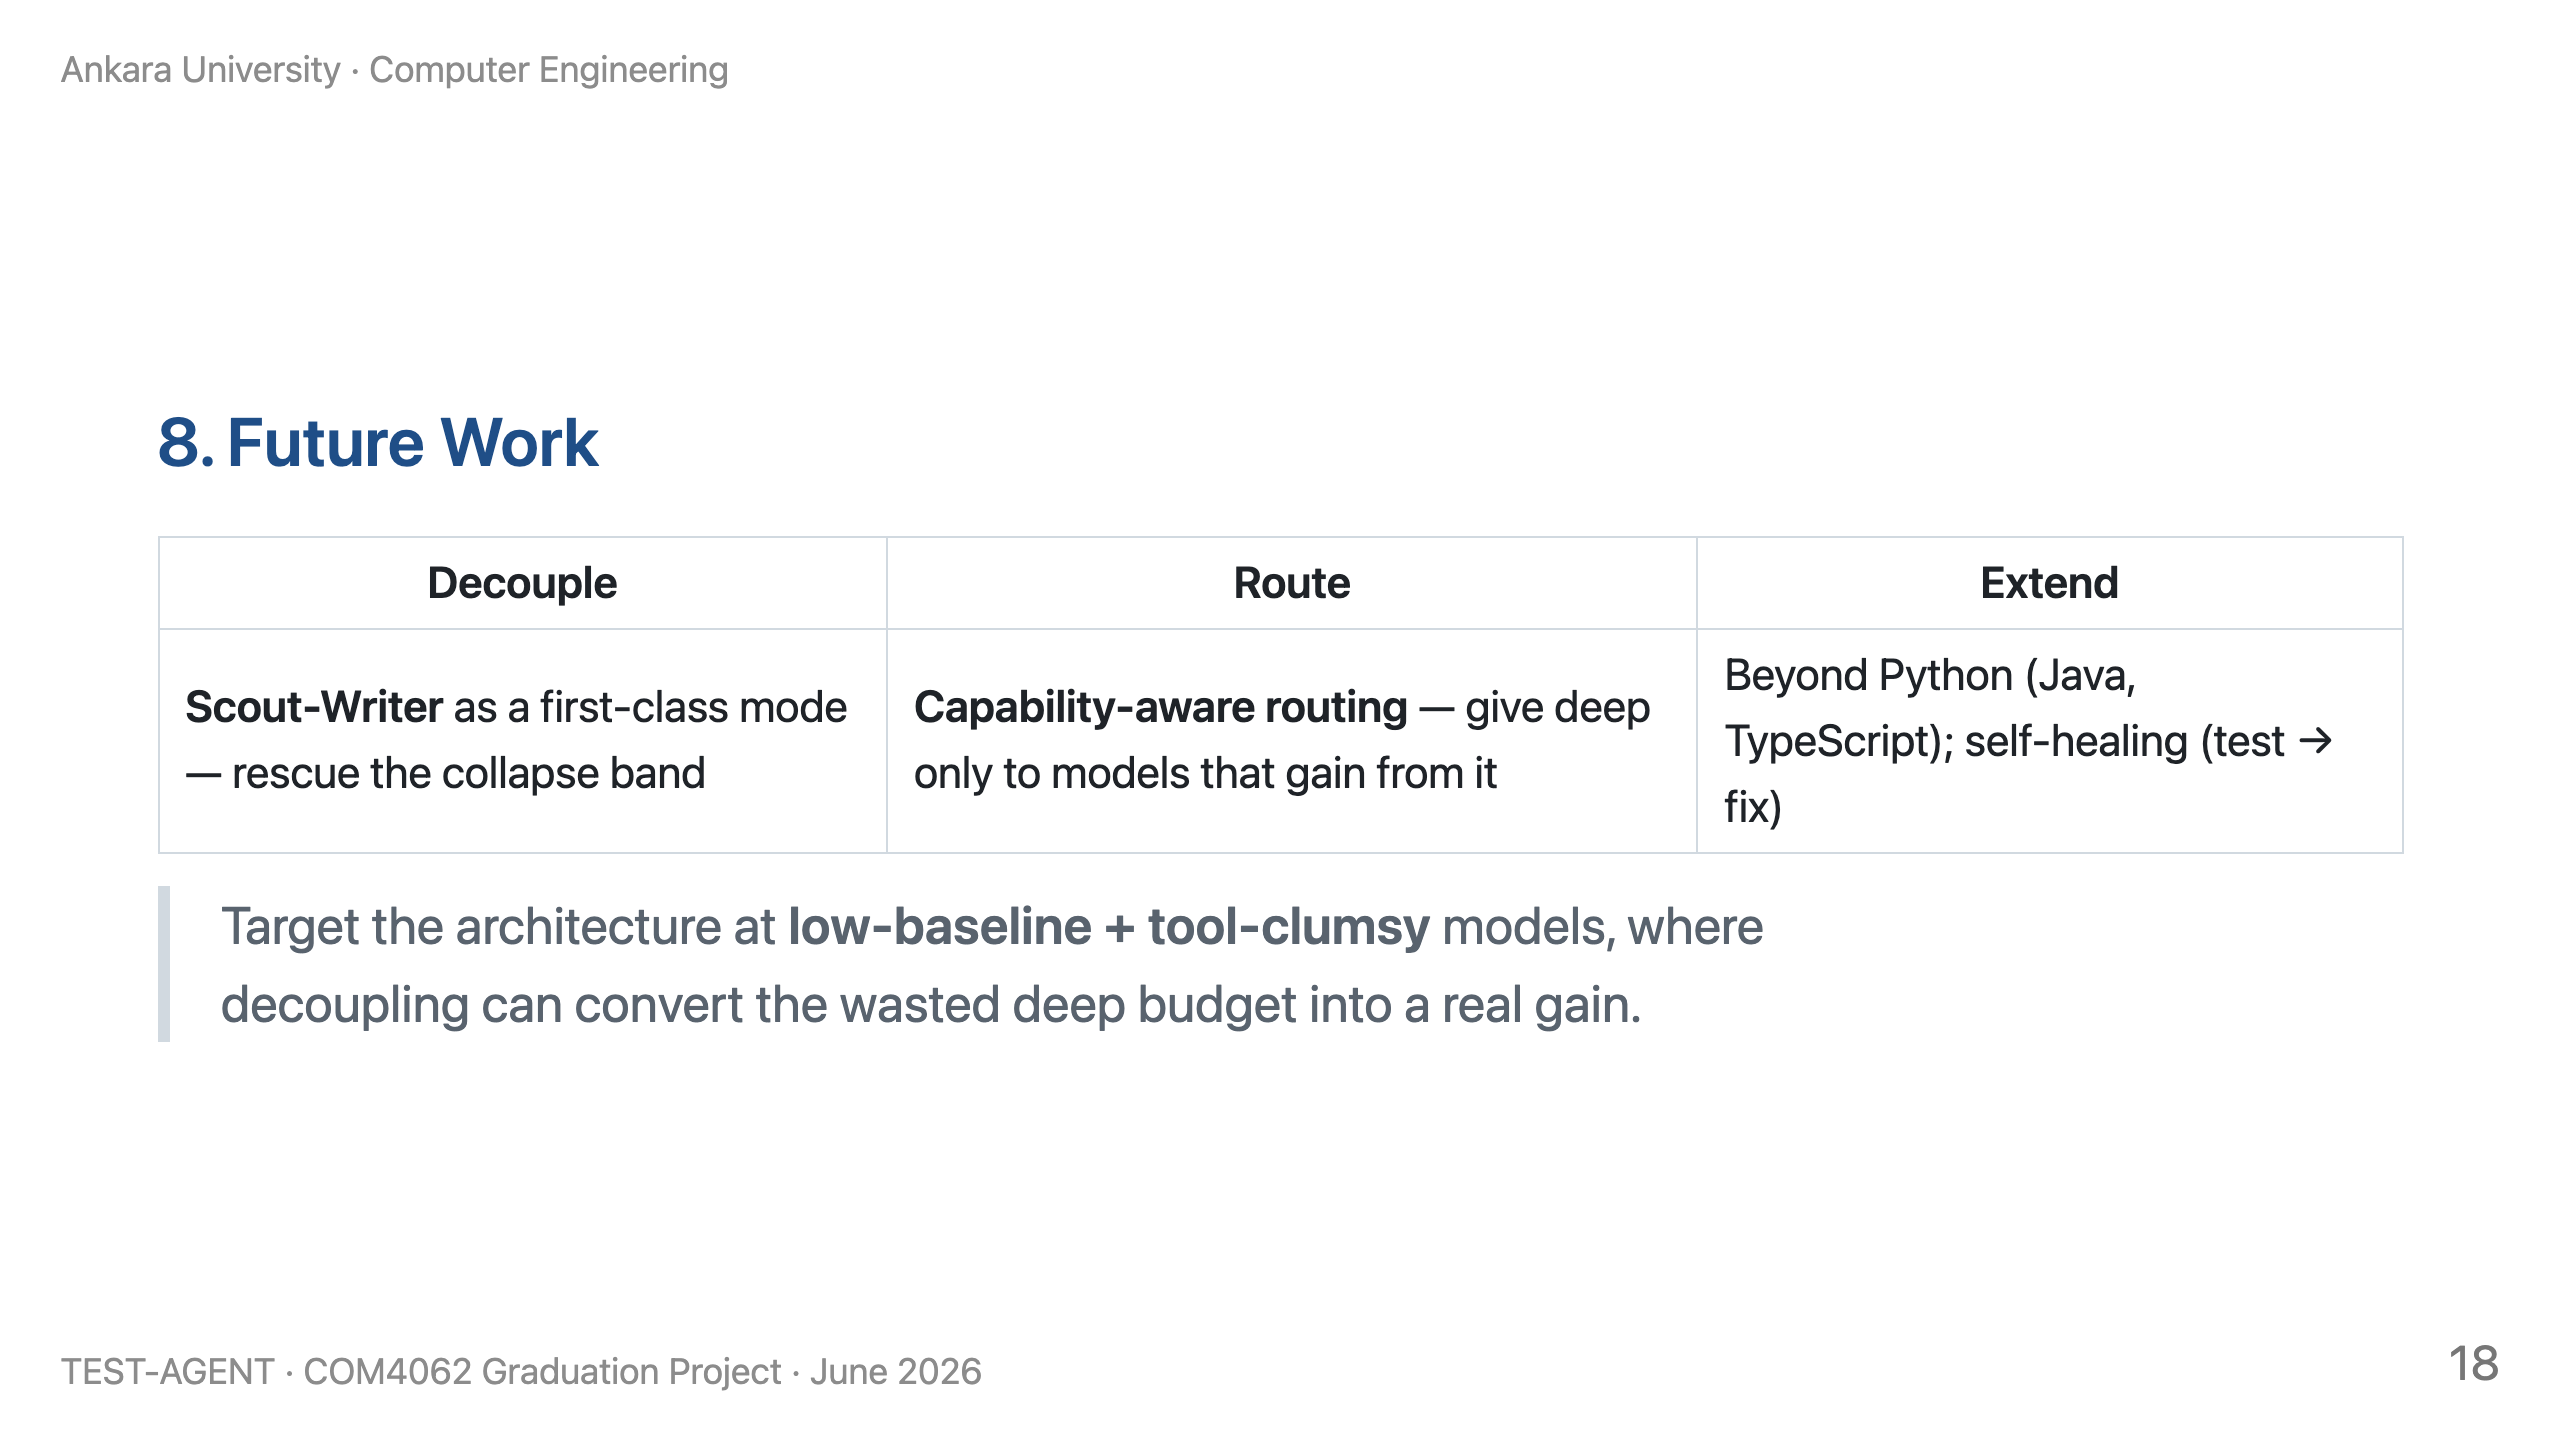 Ankara University · Computer Engineering
8. Future Work
Decouple
Route
Extend
Scout-Writer as a first-class mode
— rescue the collapse band
Capability-aware routing — give deep
only to models that gain from it
Beyond Python (Java,
TypeScript); self-healing (test →
fix)
Target the architecture at low-baseline + tool-clumsy models, where
decoupling can convert the wasted deep budget into a real gain.
TEST-AGENT · COM4062 Graduation Project · June 2026
18